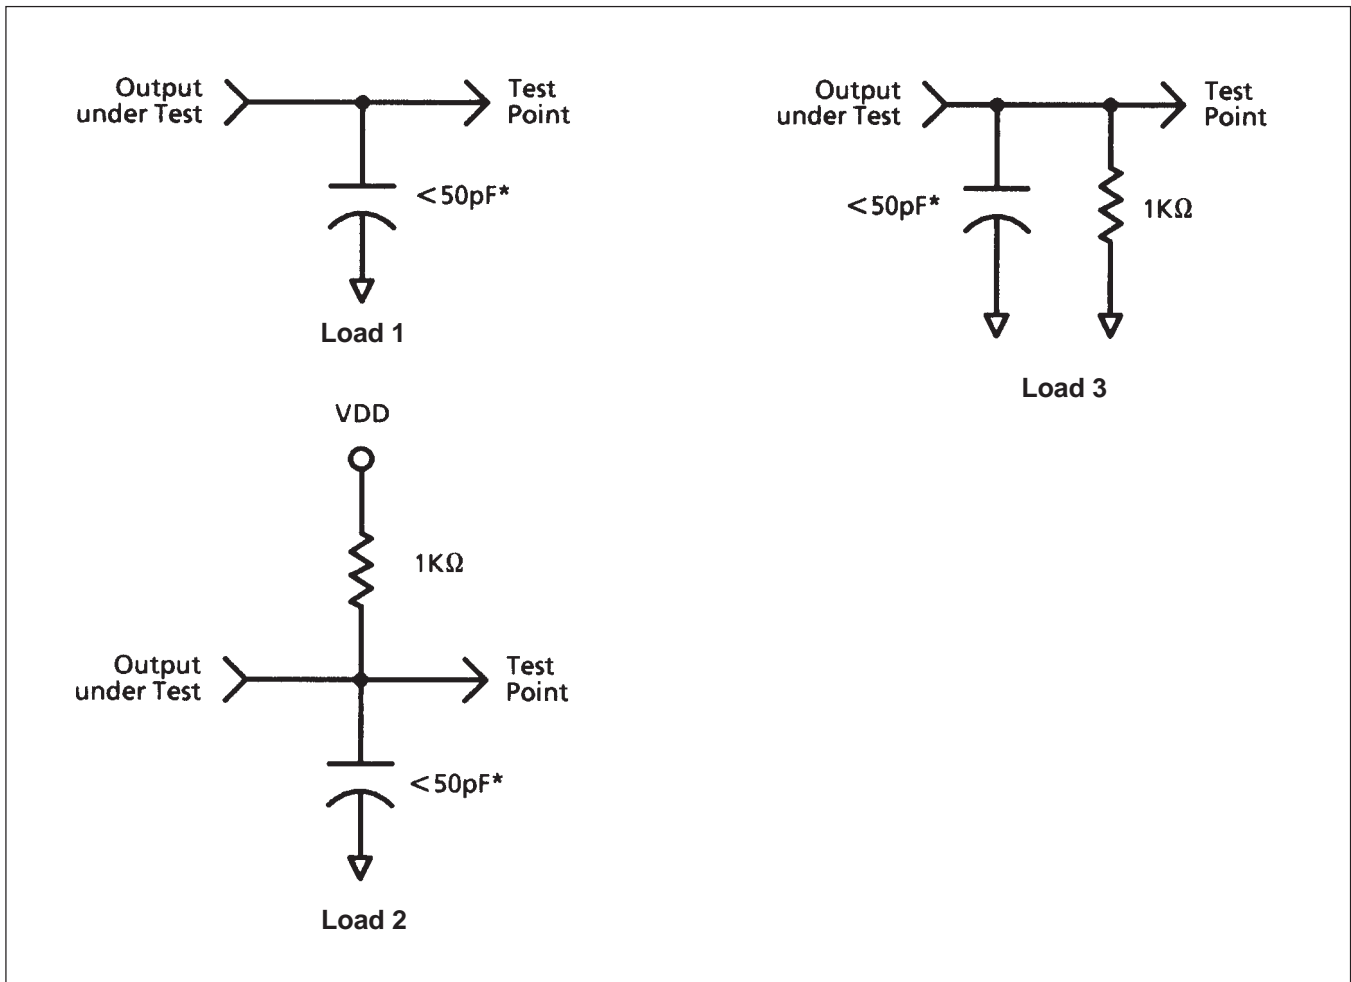 Output
under Test
Test
Point
<50pF*
Load 1
Output
under Test
Test
Point
<50pF*
1KΩ
Load 3
VDD
1KΩ
Output
under Test
Test
Point
<50pF*
Load 2